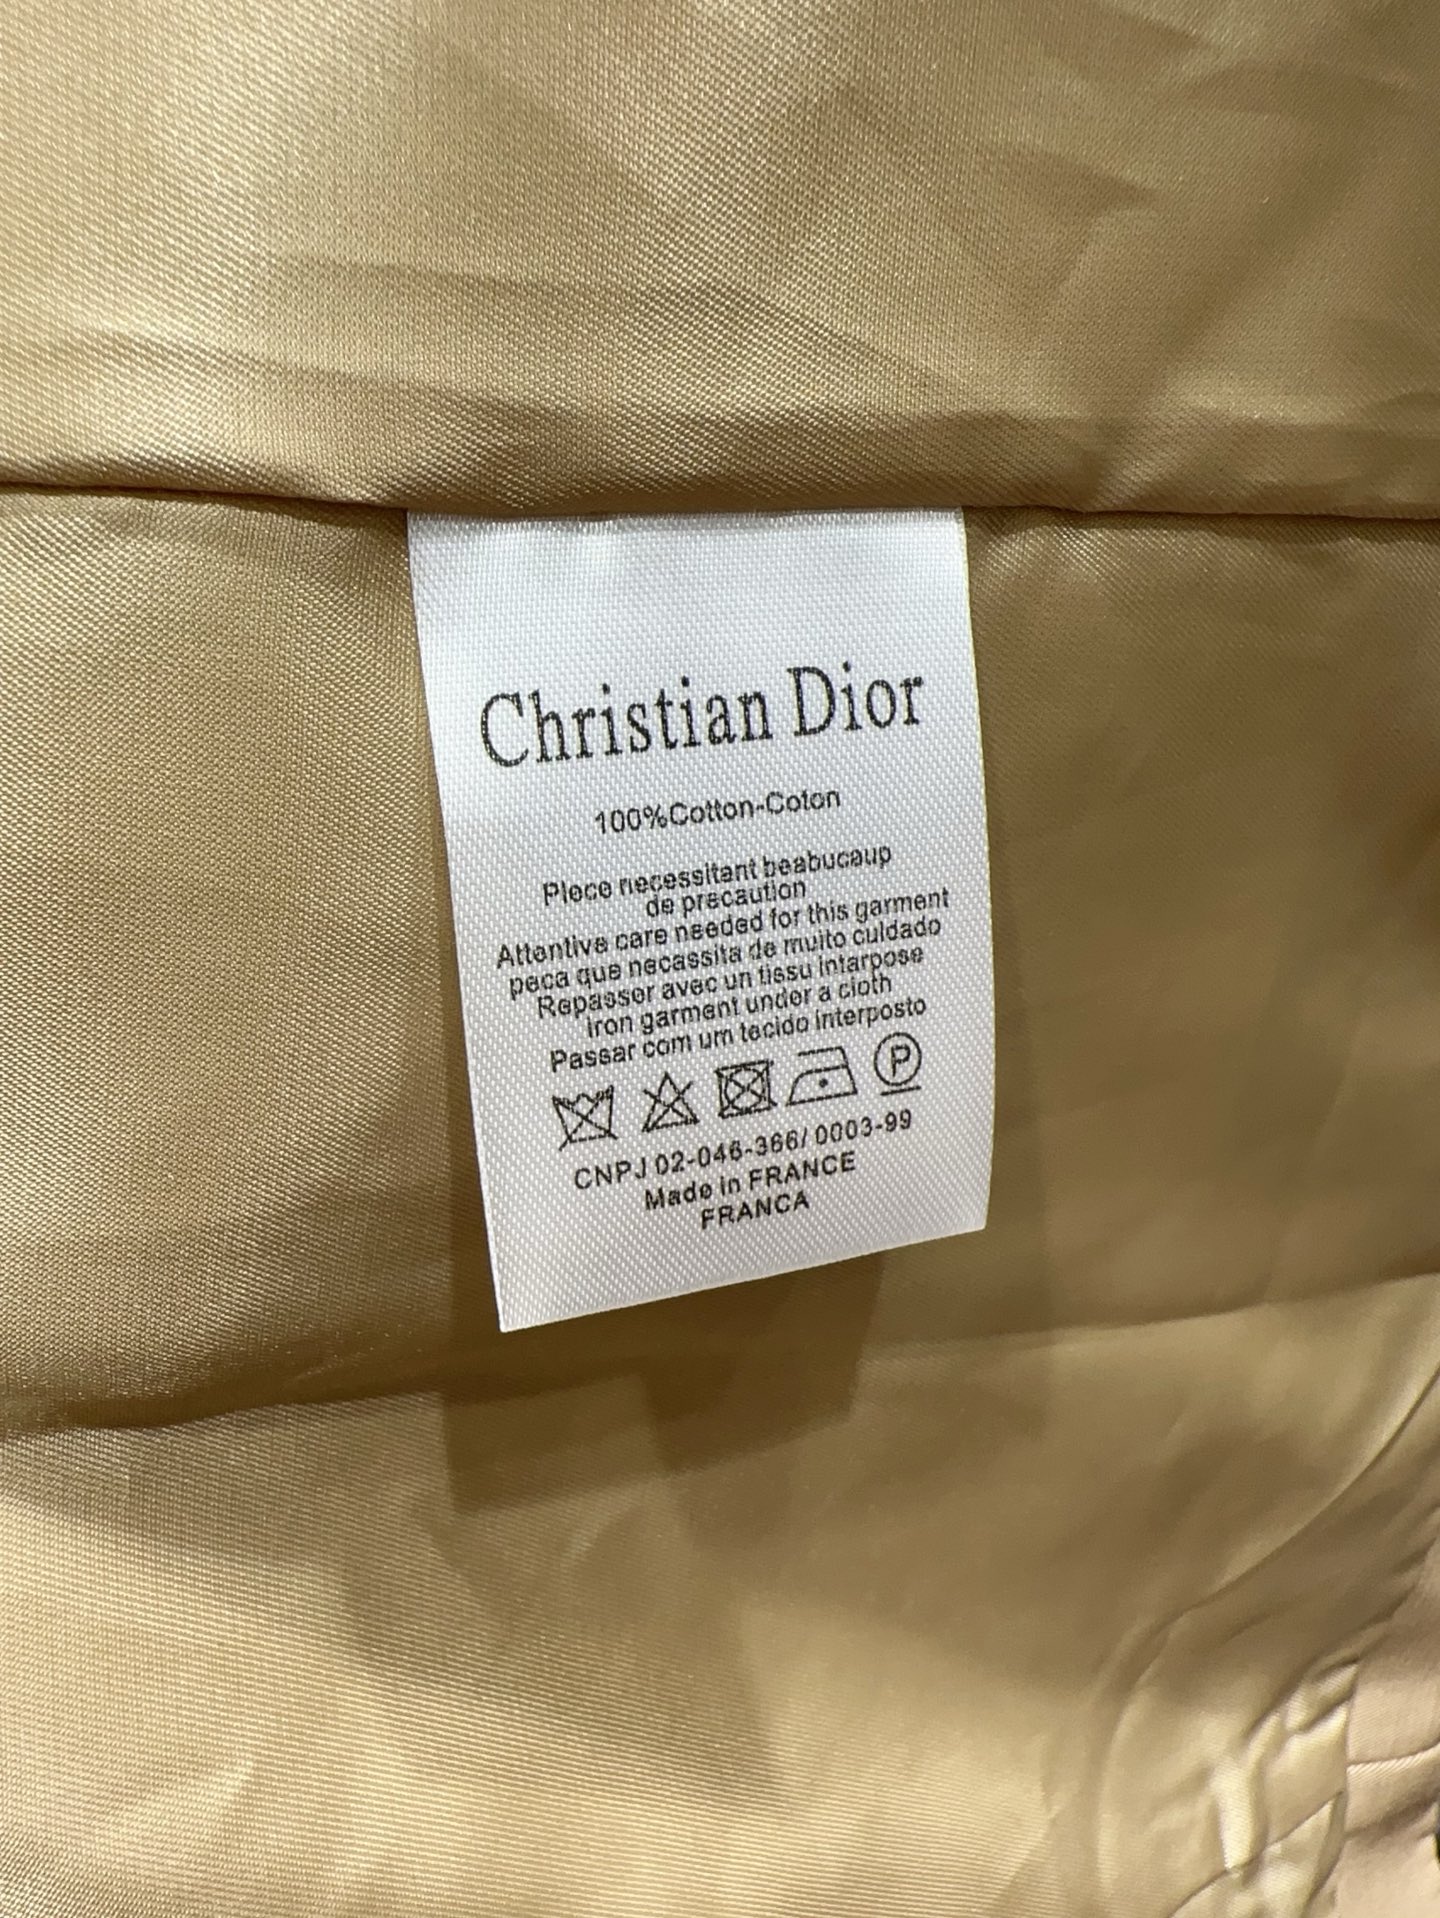 Christian Dior
100%Cotton-Coton
Plece necessitant beabucaup
de precaution
Attentive care needed for this garment
peca que necassita de muito culdado
Repasser avec un tissu intarpose
iron garment under a cloth
Passar com um tecido interposto
P
CNPJ 02-046-366/ 0003-99
Made in FRANCE
FRANCA